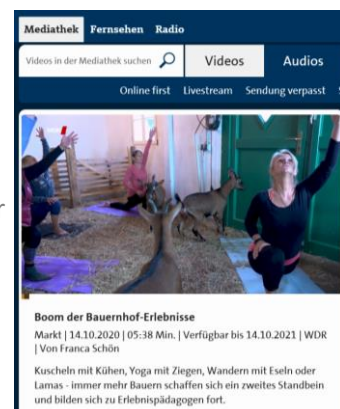 Mediathek Fernsehen Radio
Videos in der Mediathek suchen Videos Audios
Online first Livestream Sendung verpasst
Boom der Bauernhof-Erlebnisse
Markt | 14.10.2020 | 05:38 Min. | Verfügbar bis 14.10.2021 | WDR
| Von Franca Schön
Kuscheln mit Kühen, Yoga mit Ziegen, Wandern mit Eseln oder
Lamas - immer mehr Bauern schaffen sich ein zweites Standbein
und bilden sich zu Erlebnispädagogen fort.